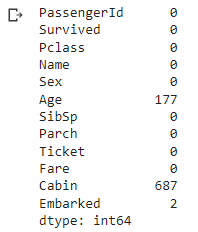 PassengerId 0
Survived 0
Pclass 0
Name 0
Sex 0
Age 177
SibSp 0
Parch 0
Ticket 0
Fare 0
Cabin 687
Embarked 2
dtype: int64